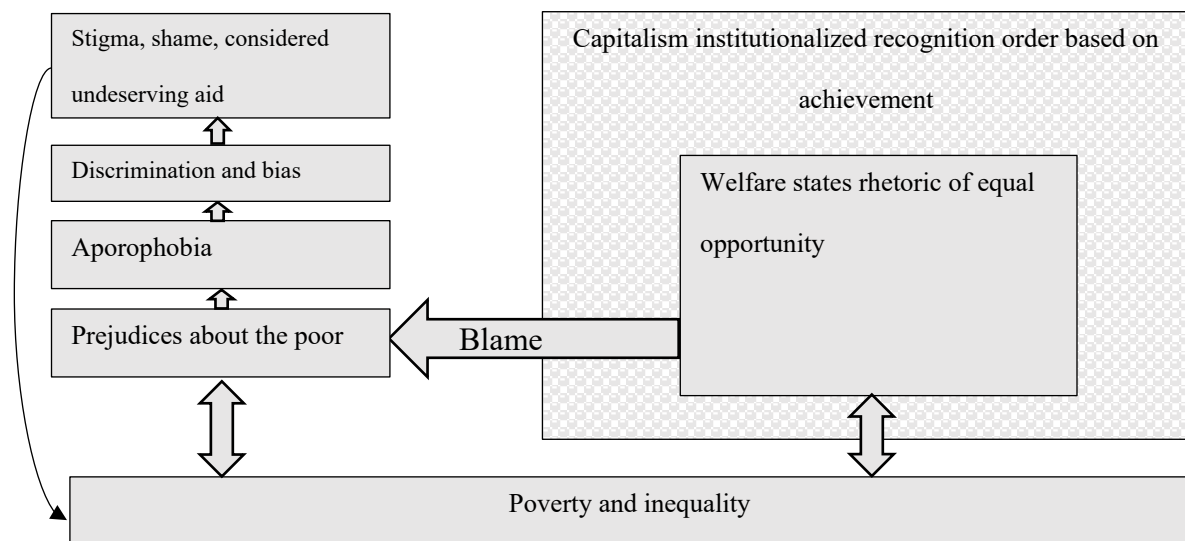 Stigma, shame, considered
undeserving aid
Discrimination and bias
Aporophobia
Prejudices about the poor
Blame
Capitalism institutionalized recognition order based on
achievement
Welfare states rhetoric of equal
opportunity
Poverty and inequality